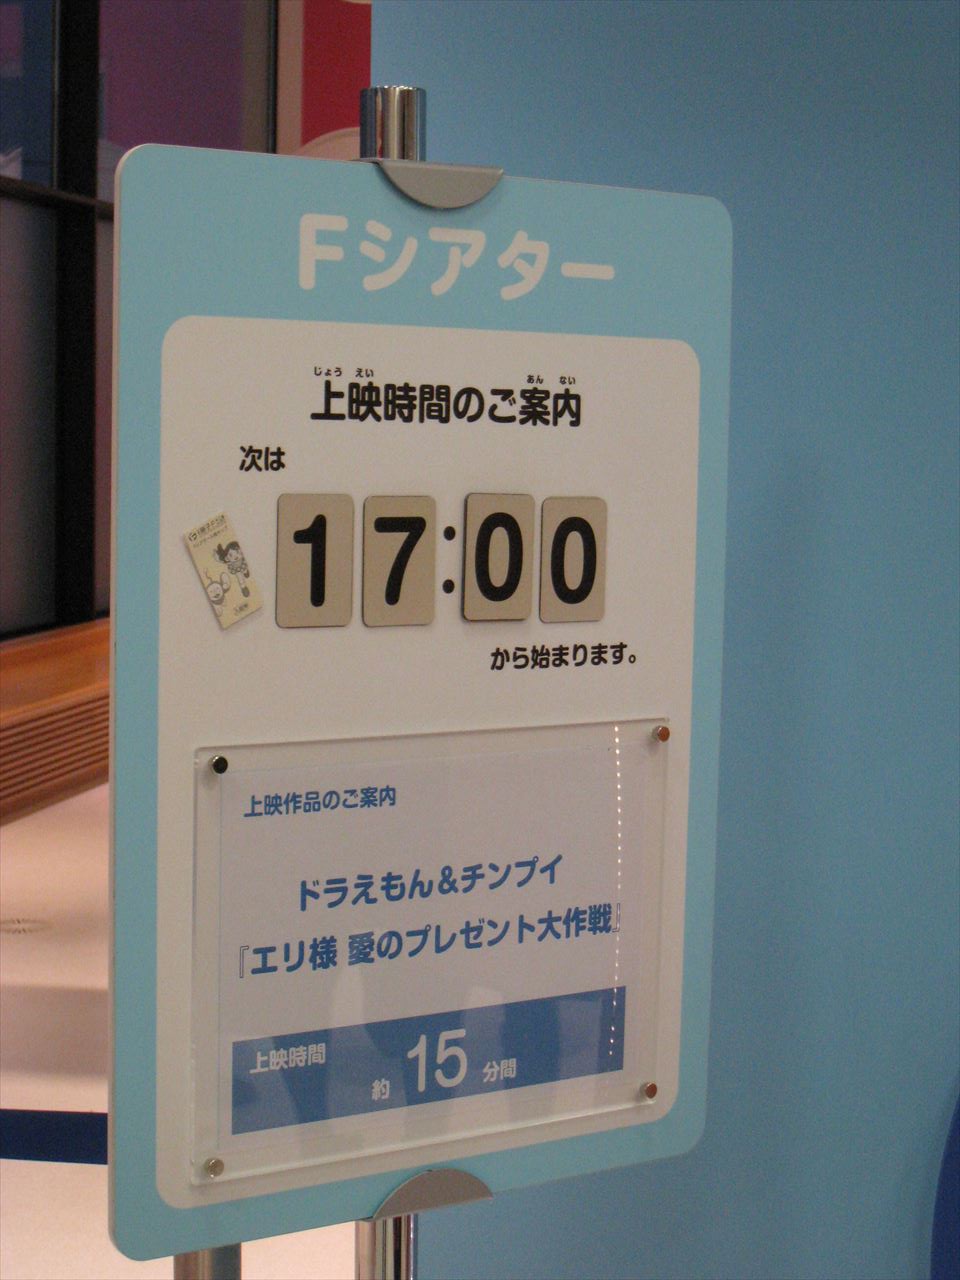 Fシアター
じょう えい あん ない
上映時間のご案内
次は
17:00
から始まります。
上映作品のご案内
ドラえもん&チンプイ
『エリ様 愛のプレゼント大作戦』
上映時間 約 15 分間